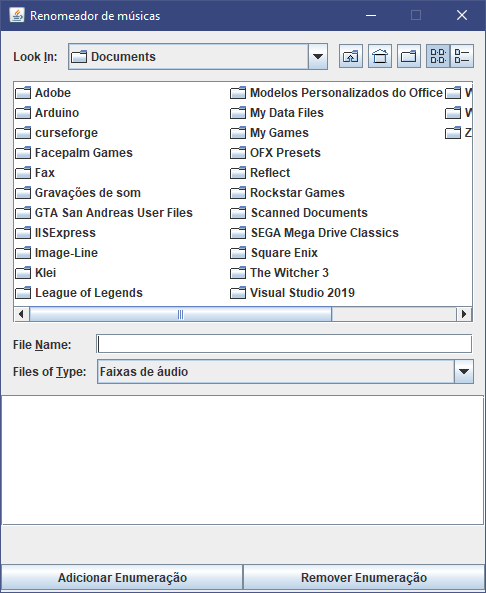 Renomeador de músicas
Look In: Documents
Adobe
Arduino
curseforge
Facepalm Games
Fax
Gravações de som
GTA San Andreas User Files
IISExpress
Image-Line
Klei
League of Legends
Modelos Personalizados do Office
My Data Files
My Games
OFX Presets
Reflect
Rockstar Games
Scanned Documents
SEGA Mega Drive Classics
Square Enix
The Witcher 3
Visual Studio 2019
W
W
Z
File Name:
Files of Type: Faixas de áudio
Adicionar Enumeração Remover Enumeração